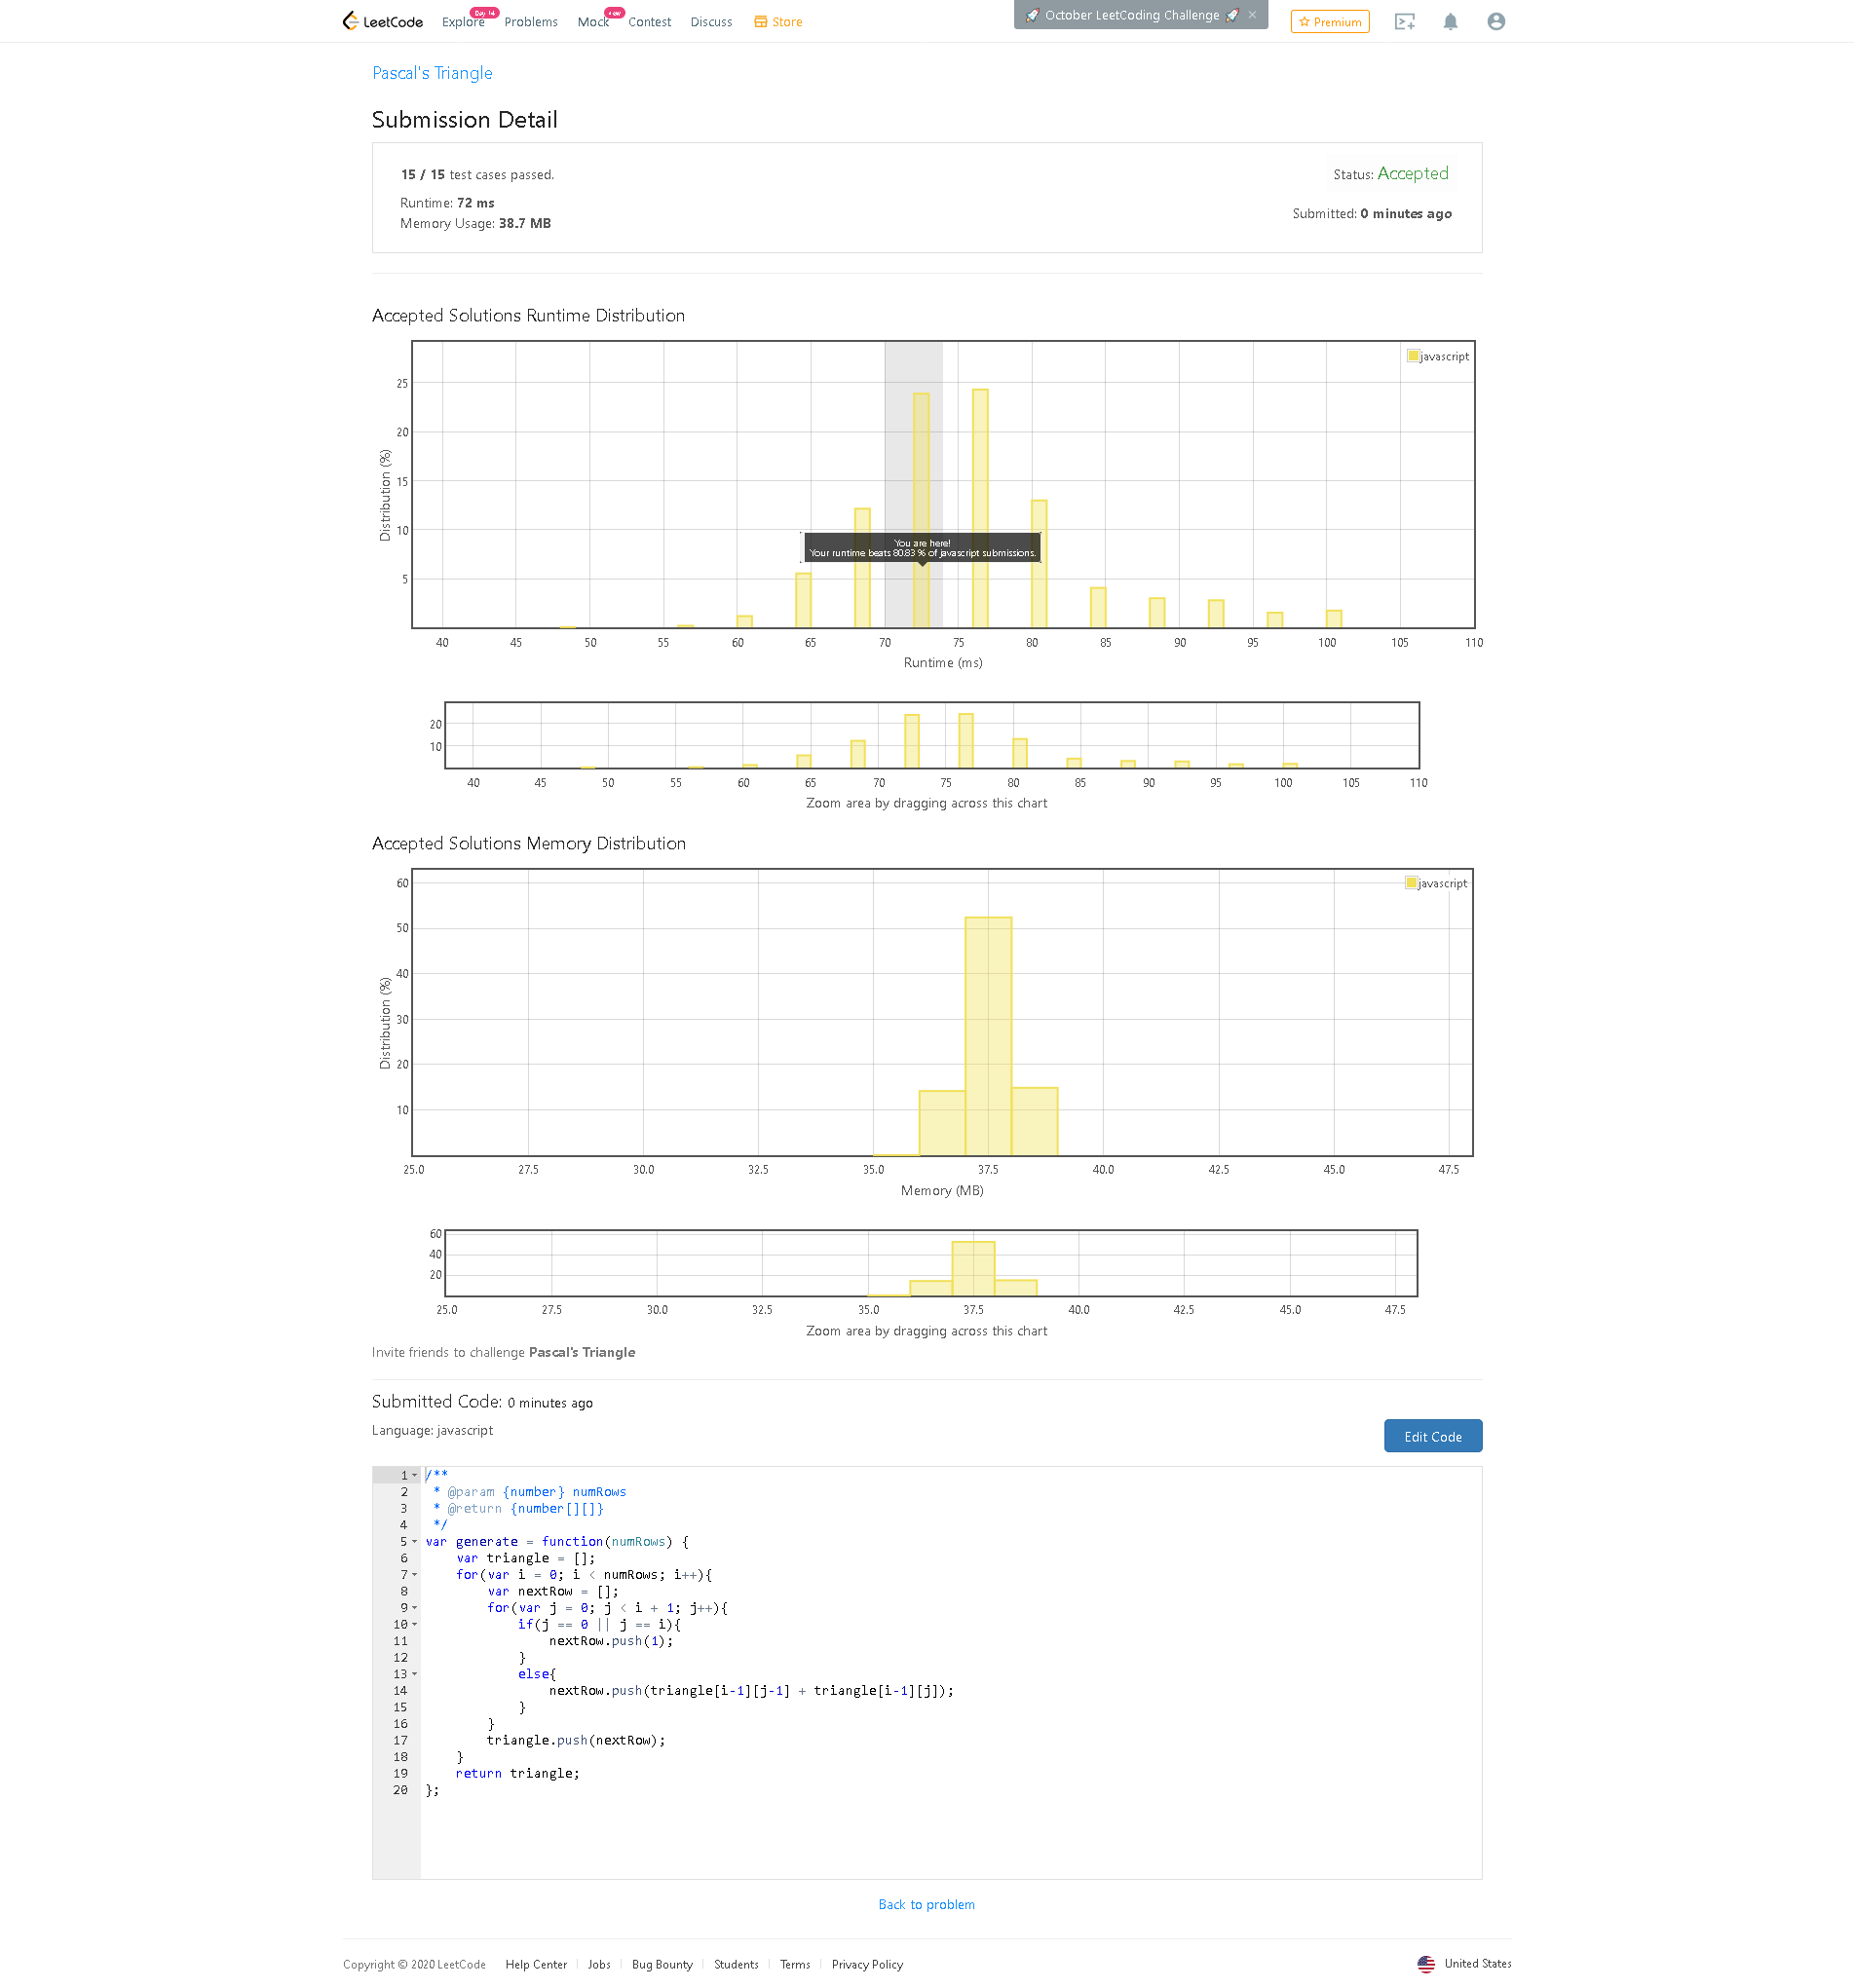 LeetCode Explore Day 14 Problems Mock New Contest Discuss Store October LeetCoding Challenge × Premium
Pascal's Triangle
Submission Detail
15 / 15 test cases passed.
Status: Accepted
Runtime: 72 ms
Submitted: 0 minutes ago
Memory Usage: 38.7 MB
Accepted Solutions Runtime Distribution
javascript
25
20
15
10
5
Distribution (%)
You are here!
Your runtime beats 80.83 % of javascript submissions.
40 45 50 55 60 65 70 75 80 85 90 95 100 105 110
Runtime (ms)
20
10
40 45 50 55 60 65 70 75 80 85 90 95 100 105 110
Zoom area by dragging across this chart
Accepted Solutions Memory Distribution
javascript
60
50
40
30
20
10
Distribution (%)
25.0 27.5 30.0 32.5 35.0 37.5 40.0 42.5 45.0 47.5
Memory (MB)
60
40
20
25.0 27.5 30.0 32.5 35.0 37.5 40.0 42.5 45.0 47.5
Zoom area by dragging across this chart
Invite friends to challenge Pascal's Triangle
Submitted Code: 0 minutes ago
Language: javascript
Edit Code
1 /**
2  * @param {number} numRows
3  * @return {number[][]}
4  */
5 var generate = function(numRows) {
6     var triangle = [];
7     for(var i = 0; i < numRows; i++){
8         var nextRow = [];
9         for(var j = 0; j < i + 1; j++){
10             if(j == 0 || j == i){
11                 nextRow.push(1);
12             }
13             else{
14                 nextRow.push(triangle[i-1][j-1] + triangle[i-1][j]);
15             }
16         }
17         triangle.push(nextRow);
18     }
19     return triangle;
20 };
Back to problem
Copyright © 2020 LeetCode Help Center | Jobs | Bug Bounty | Students | Terms | Privacy Policy United States